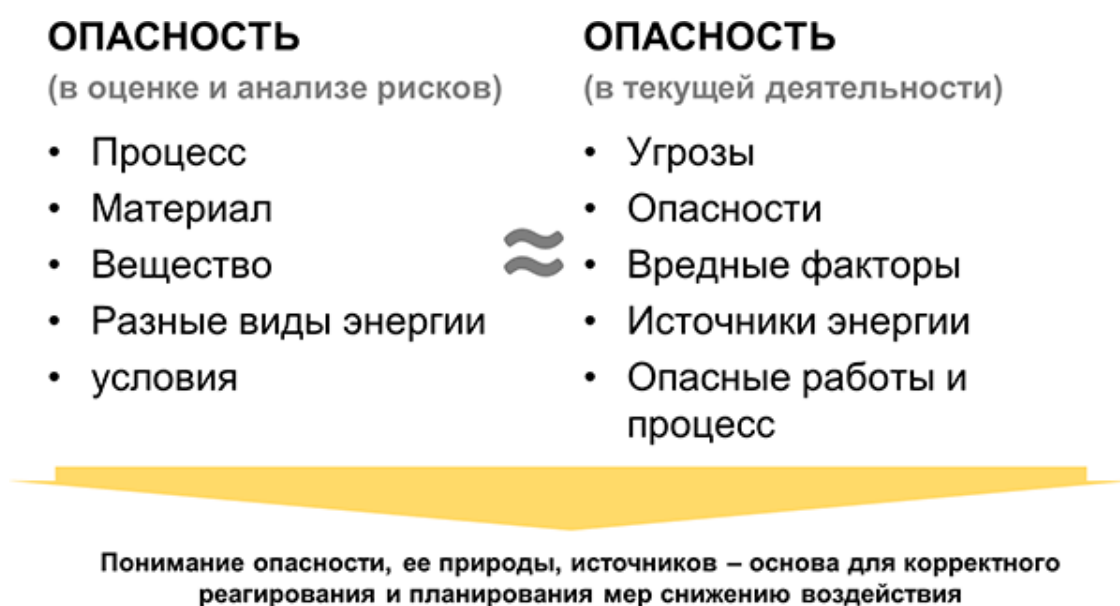 ОПАСНОСТЬ
(в оценке и анализе рисков)
• Процесс
• Материал
• Вещество
• Разные виды энергии
• условия
≈
ОПАСНОСТЬ
(в текущей деятельности)
• Угрозы
• Опасности
• Вредные факторы
• Источники энергии
• Опасные работы и
процесс
Понимание опасности, ее природы, источников – основа для корректного
реагирования и планирования мер снижению воздействия